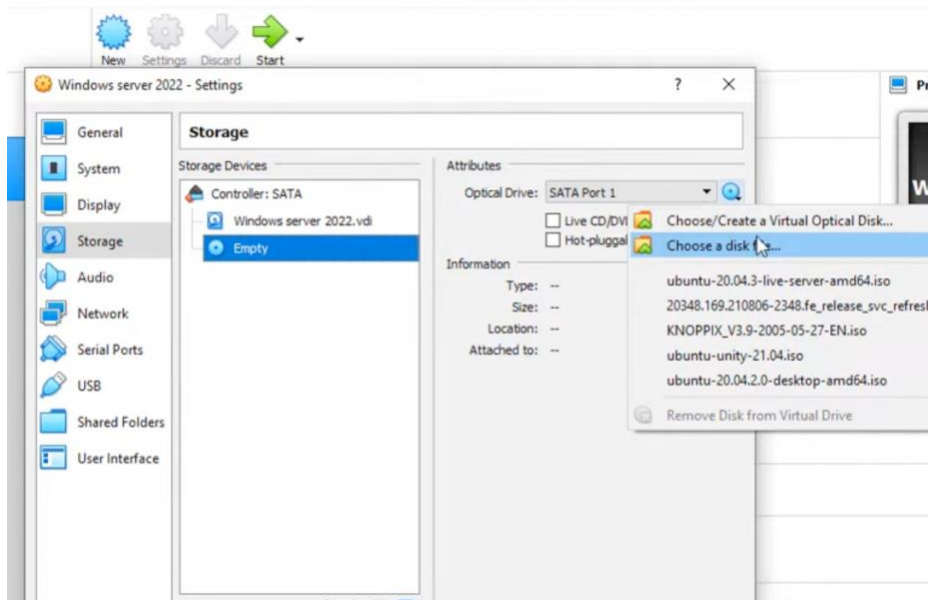 New Settings Discard Start
Windows server 2022 - Settings ?
Pr
General
System
Display
Storage
Audio
Network
Serial Ports
USB
Shared Folders
User Interface
Storage
Storage Devices
Controller: SATA
Windows server 2022.vdi
Empty
Attributes
Optical Drive: SATA Port 1
Live CD/DVI
Hot-pluggal
Information
Type: --
Size: --
Location: --
Attached to: --
Choose/Create a Virtual Optical Disk...
Choose a disk file...
ubuntu-20.04.3-live-server-amd64.iso
20348.169.210806-2348.fe_release_svc_refresh
KNOPPIX_V3.9-2005-05-27-EN.iso
ubuntu-unity-21.04.iso
ubuntu-20.04.2.0-desktop-amd64.iso
Remove Disk from Virtual Drive
W